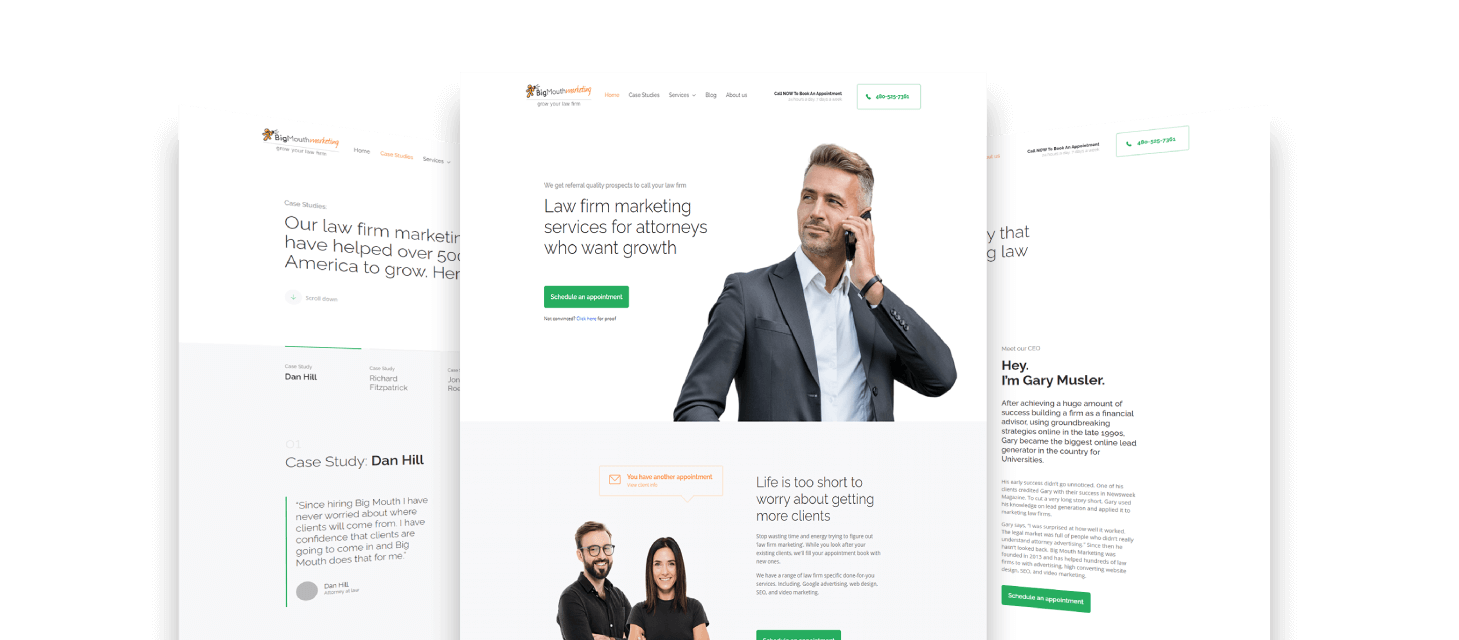 BigMouthmarketing
grow your law firm
Home
Case Studies
Services
Case Studies
Our law firm marketin
have helped over 500
America to grow. Her
Scroll down
Case Study
Dan Hill
Case Study
Richard
Fitzpatrick
Case
Jon
Roe
01
Case Study: Dan Hill
"Since hiring Big Mouth I have
never worried about where
clients will come from. I have
confidence that clients are
going to come in and Big
Mouth does that for me."
Dan Hill
Attorney at law
BigMouthmarketing
grow your law firm
Home
Case Studies
Services
Blog
About us
Call NOW To Book An Appointment
480-525-7361
We get referral quality prospects to call your law firm
Law firm marketing
services for attorneys
who want growth
Schedule an appointment
Not convinced? Click here for proof
You have another appointment
View client info
Life is too short to
worry about getting
more clients
Stop wasting time and energy trying to figure out
'law firm marketing'. While you look after your
existing clients, we'll fill your appointment book with
new ones.
We have a range of law firm specific done-for-you
services. Including, Google advertising, web design,
SEO, and video marketing.
Schedule an appointment
out us
Call NOW To Book An Appointment
480-525-7361
y that
g law
Meet our CEO
Hey.
I'm Gary Musler.
After achieving a huge amount of
success building a firm as a financial
advisor, using groundbreaking
strategies online in the late 1990s,
Gary became the biggest online lead
generator in the country for
Universities.
His early success didn't go unnoticed. One of his
clients credited Gary with their success in Newsweek
Magazine. To cut a very long story short, Gary used
his knowledge on lead generation and applied it to
marketing law firms.
Gary says, "I was surprised at how well it worked.
The legal market was full of people who didn't really
understand attorney advertising." Since then he
hasn't looked back. Big Mouth Marketing was
founded in 2013 and has helped hundreds of law
firms to with advertising, high converting website
design, SEO, and video marketing.
Schedule an appointment